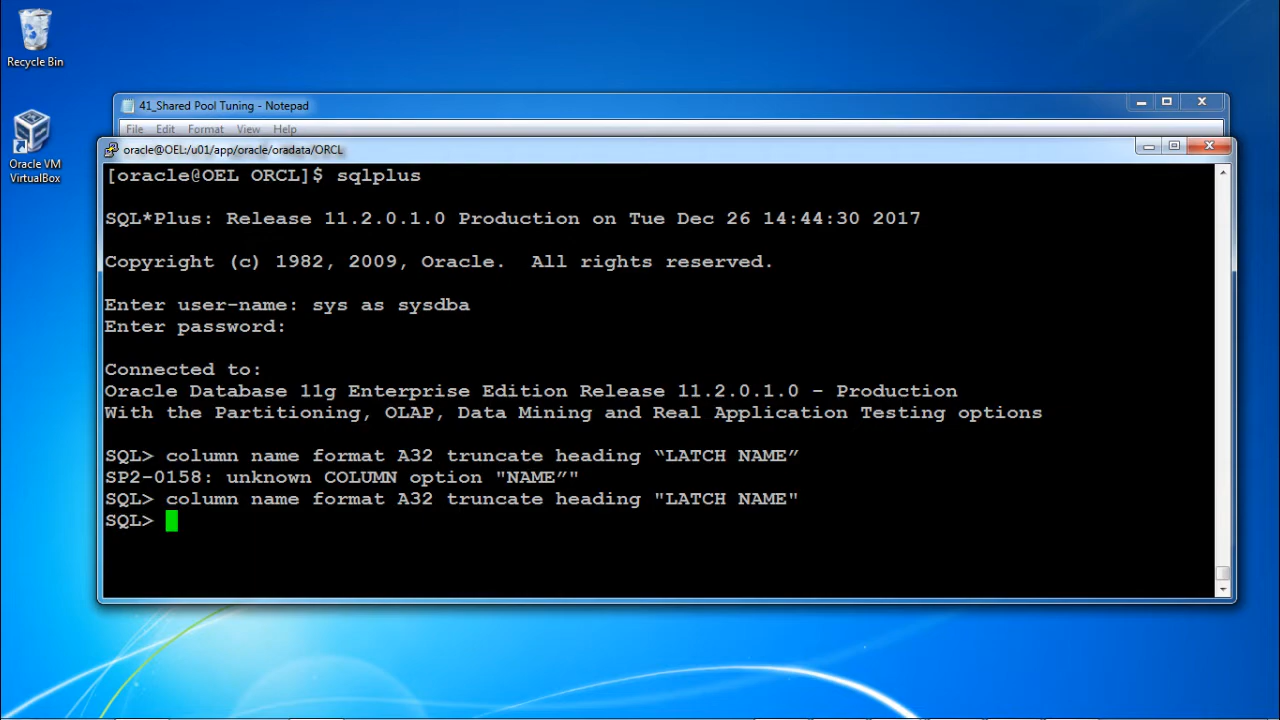 Recycle Bin
Oracle VM
VirtualBox
41_Shared Pool Tuning - Notepad
File Edit Format View Help
oracle@OEL:/u01/app/oracle/oradata/ORCL
[oracle@OEL ORCL]$ sqlplus
SQL*Plus: Release 11.2.0.1.0 Production on Tue Dec 26 14:44:30 2017
Copyright (c) 1982, 2009, Oracle.  All rights reserved.
Enter user-name: sys as sysdba
Enter password:
Connected to:
Oracle Database 11g Enterprise Edition Release 11.2.0.1.0 - Production
With the Partitioning, OLAP, Data Mining and Real Application Testing options
SQL> column name format A32 truncate heading “LATCH NAME”
SP2-0158: unknown COLUMN option "NAME”"
SQL> column name format A32 truncate heading "LATCH NAME"
SQL>